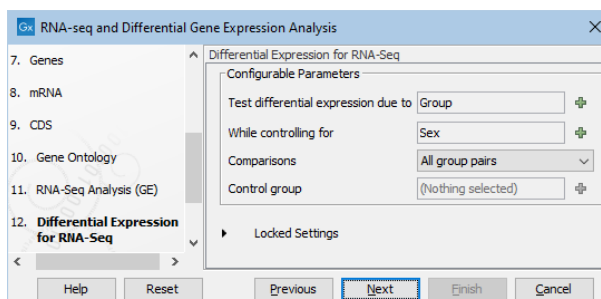 Gx RNA-seq and Differential Gene Expression Analysis
7. Genes
8. mRNA
9. CDS
10. Gene Ontology
11. RNA-Seq Analysis (GE)
12. Differential Expression
for RNA-Seq
Differential Expression for RNA-Seq
Configurable Parameters
Test differential expression due to Group
While controlling for Sex
Comparisons All group pairs
Control group (Nothing selected)
Locked Settings
Help Reset Previous Next Finish Cancel